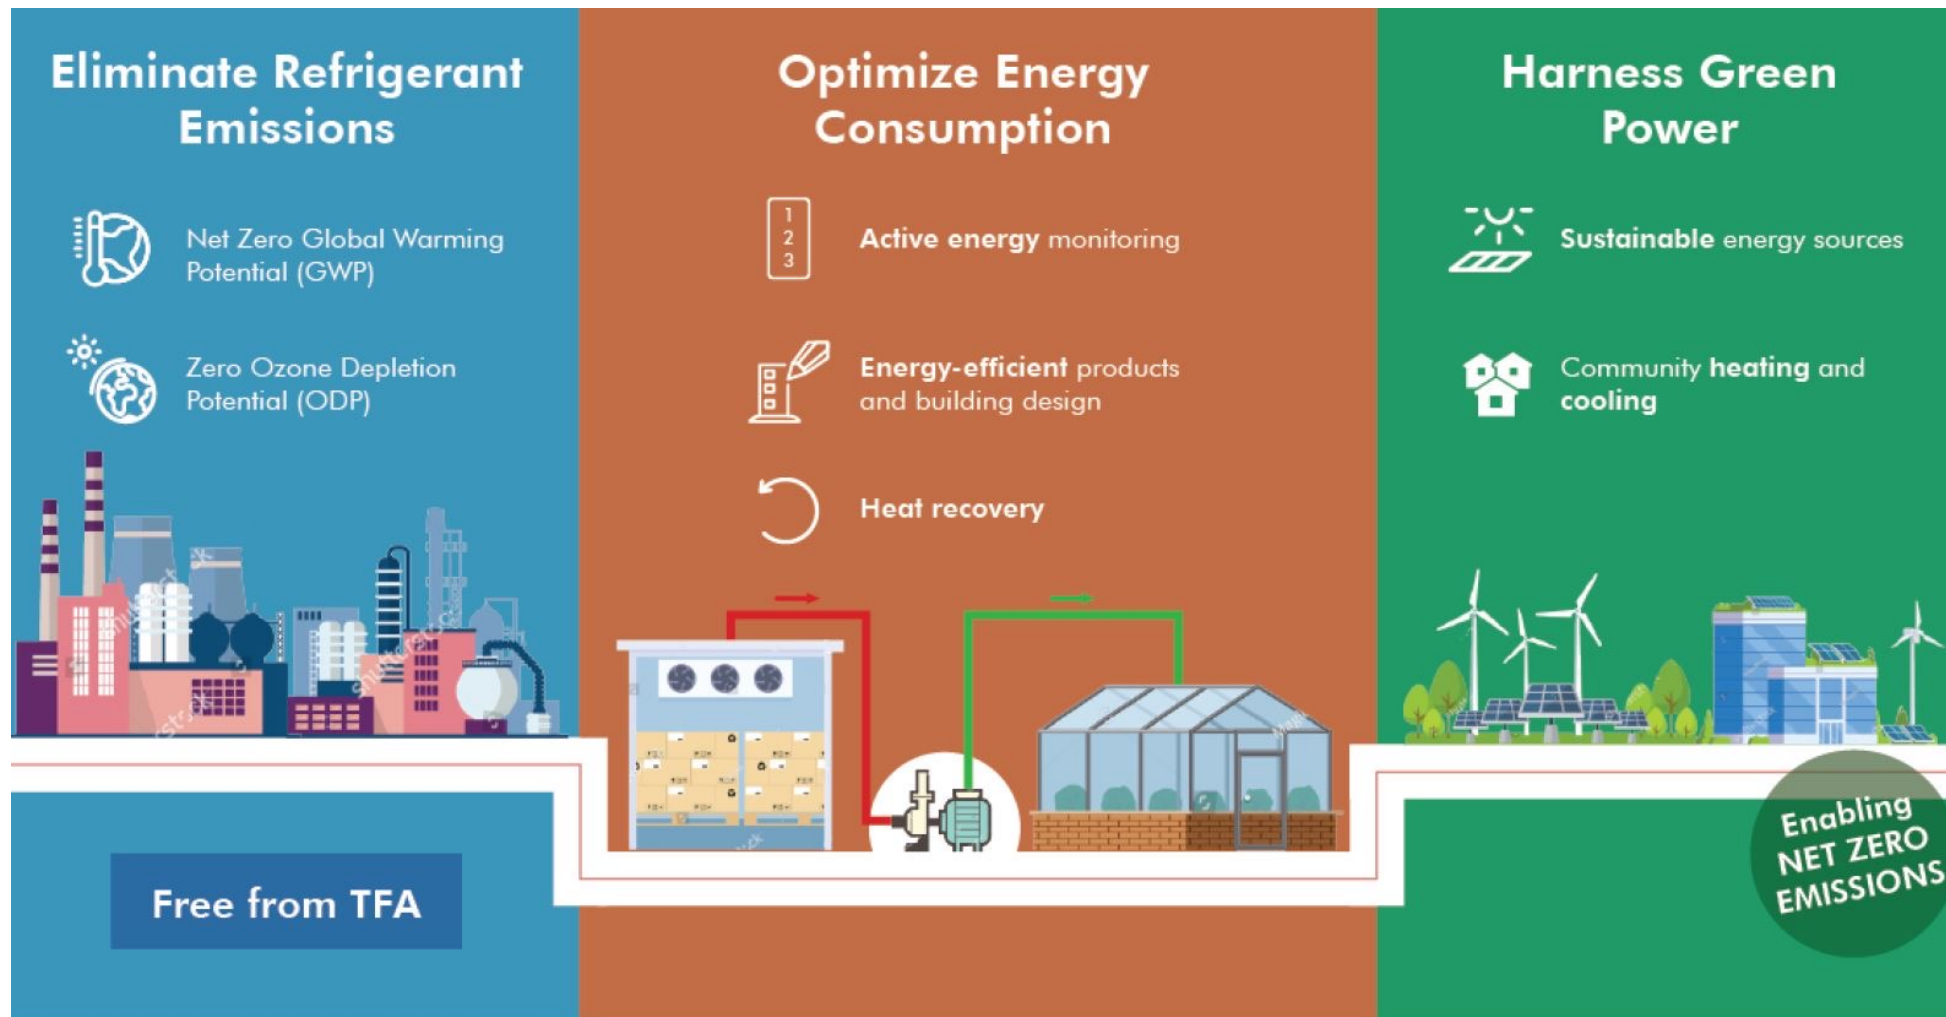 Eliminate Refrigerant
Emissions
Net Zero Global Warming
Potential (GWP)
Zero Ozone Depletion
Potential (ODP)
Free from TFA
Optimize Energy
Consumption
1
2
3
Active energy monitoring
Energy-efficient products
and building design
Heat recovery
Harness Green
Power
Sustainable energy sources
Community heating and
cooling
Enabling
NET ZERO
EMISSIONS